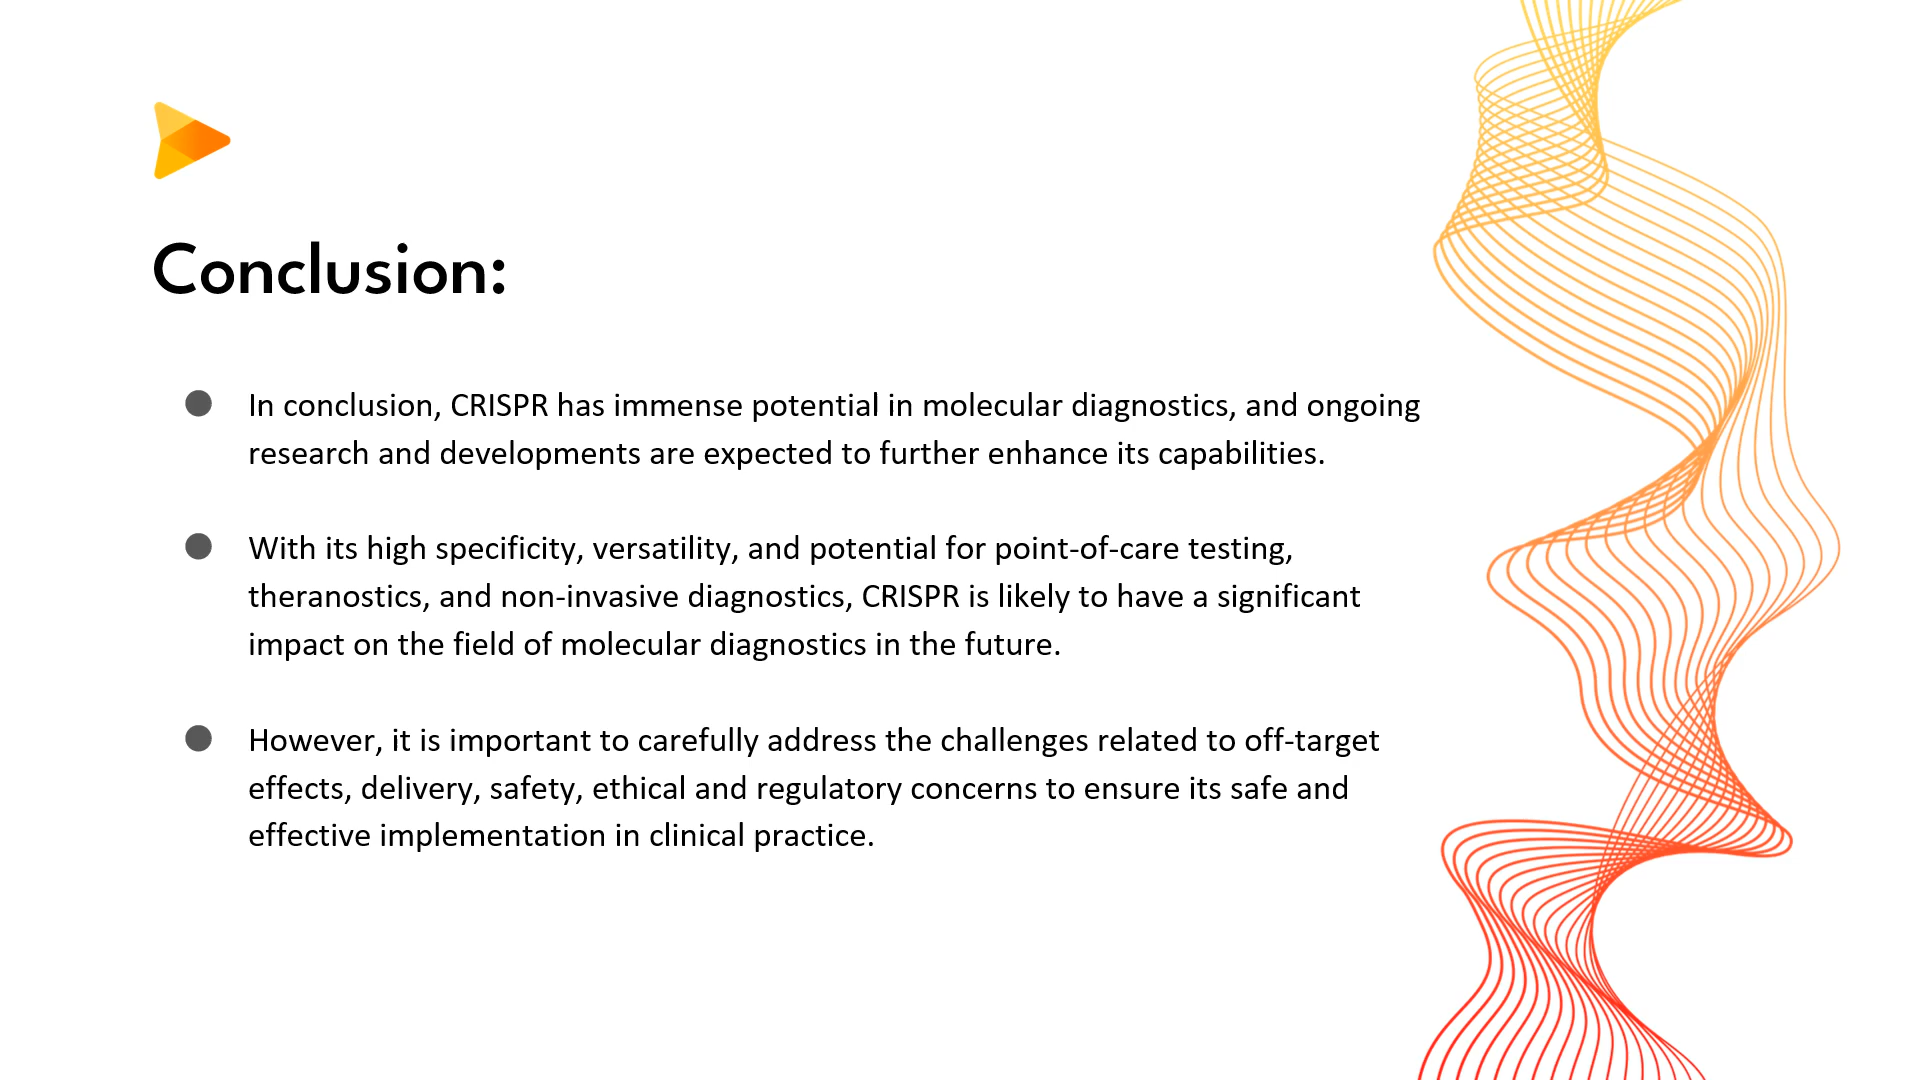 Conclusion:
In conclusion, CRISPR has immense potential in molecular diagnostics, and ongoing
research and developments are expected to further enhance its capabilities.
With its high specificity, versatility, and potential for point-of-care testing,
theranostics, and non-invasive diagnostics, CRISPR is likely to have a significant
impact on the field of molecular diagnostics in the future.
However, it is important to carefully address the challenges related to off-target
effects, delivery, safety, ethical and regulatory concerns to ensure its safe and
effective implementation in clinical practice.